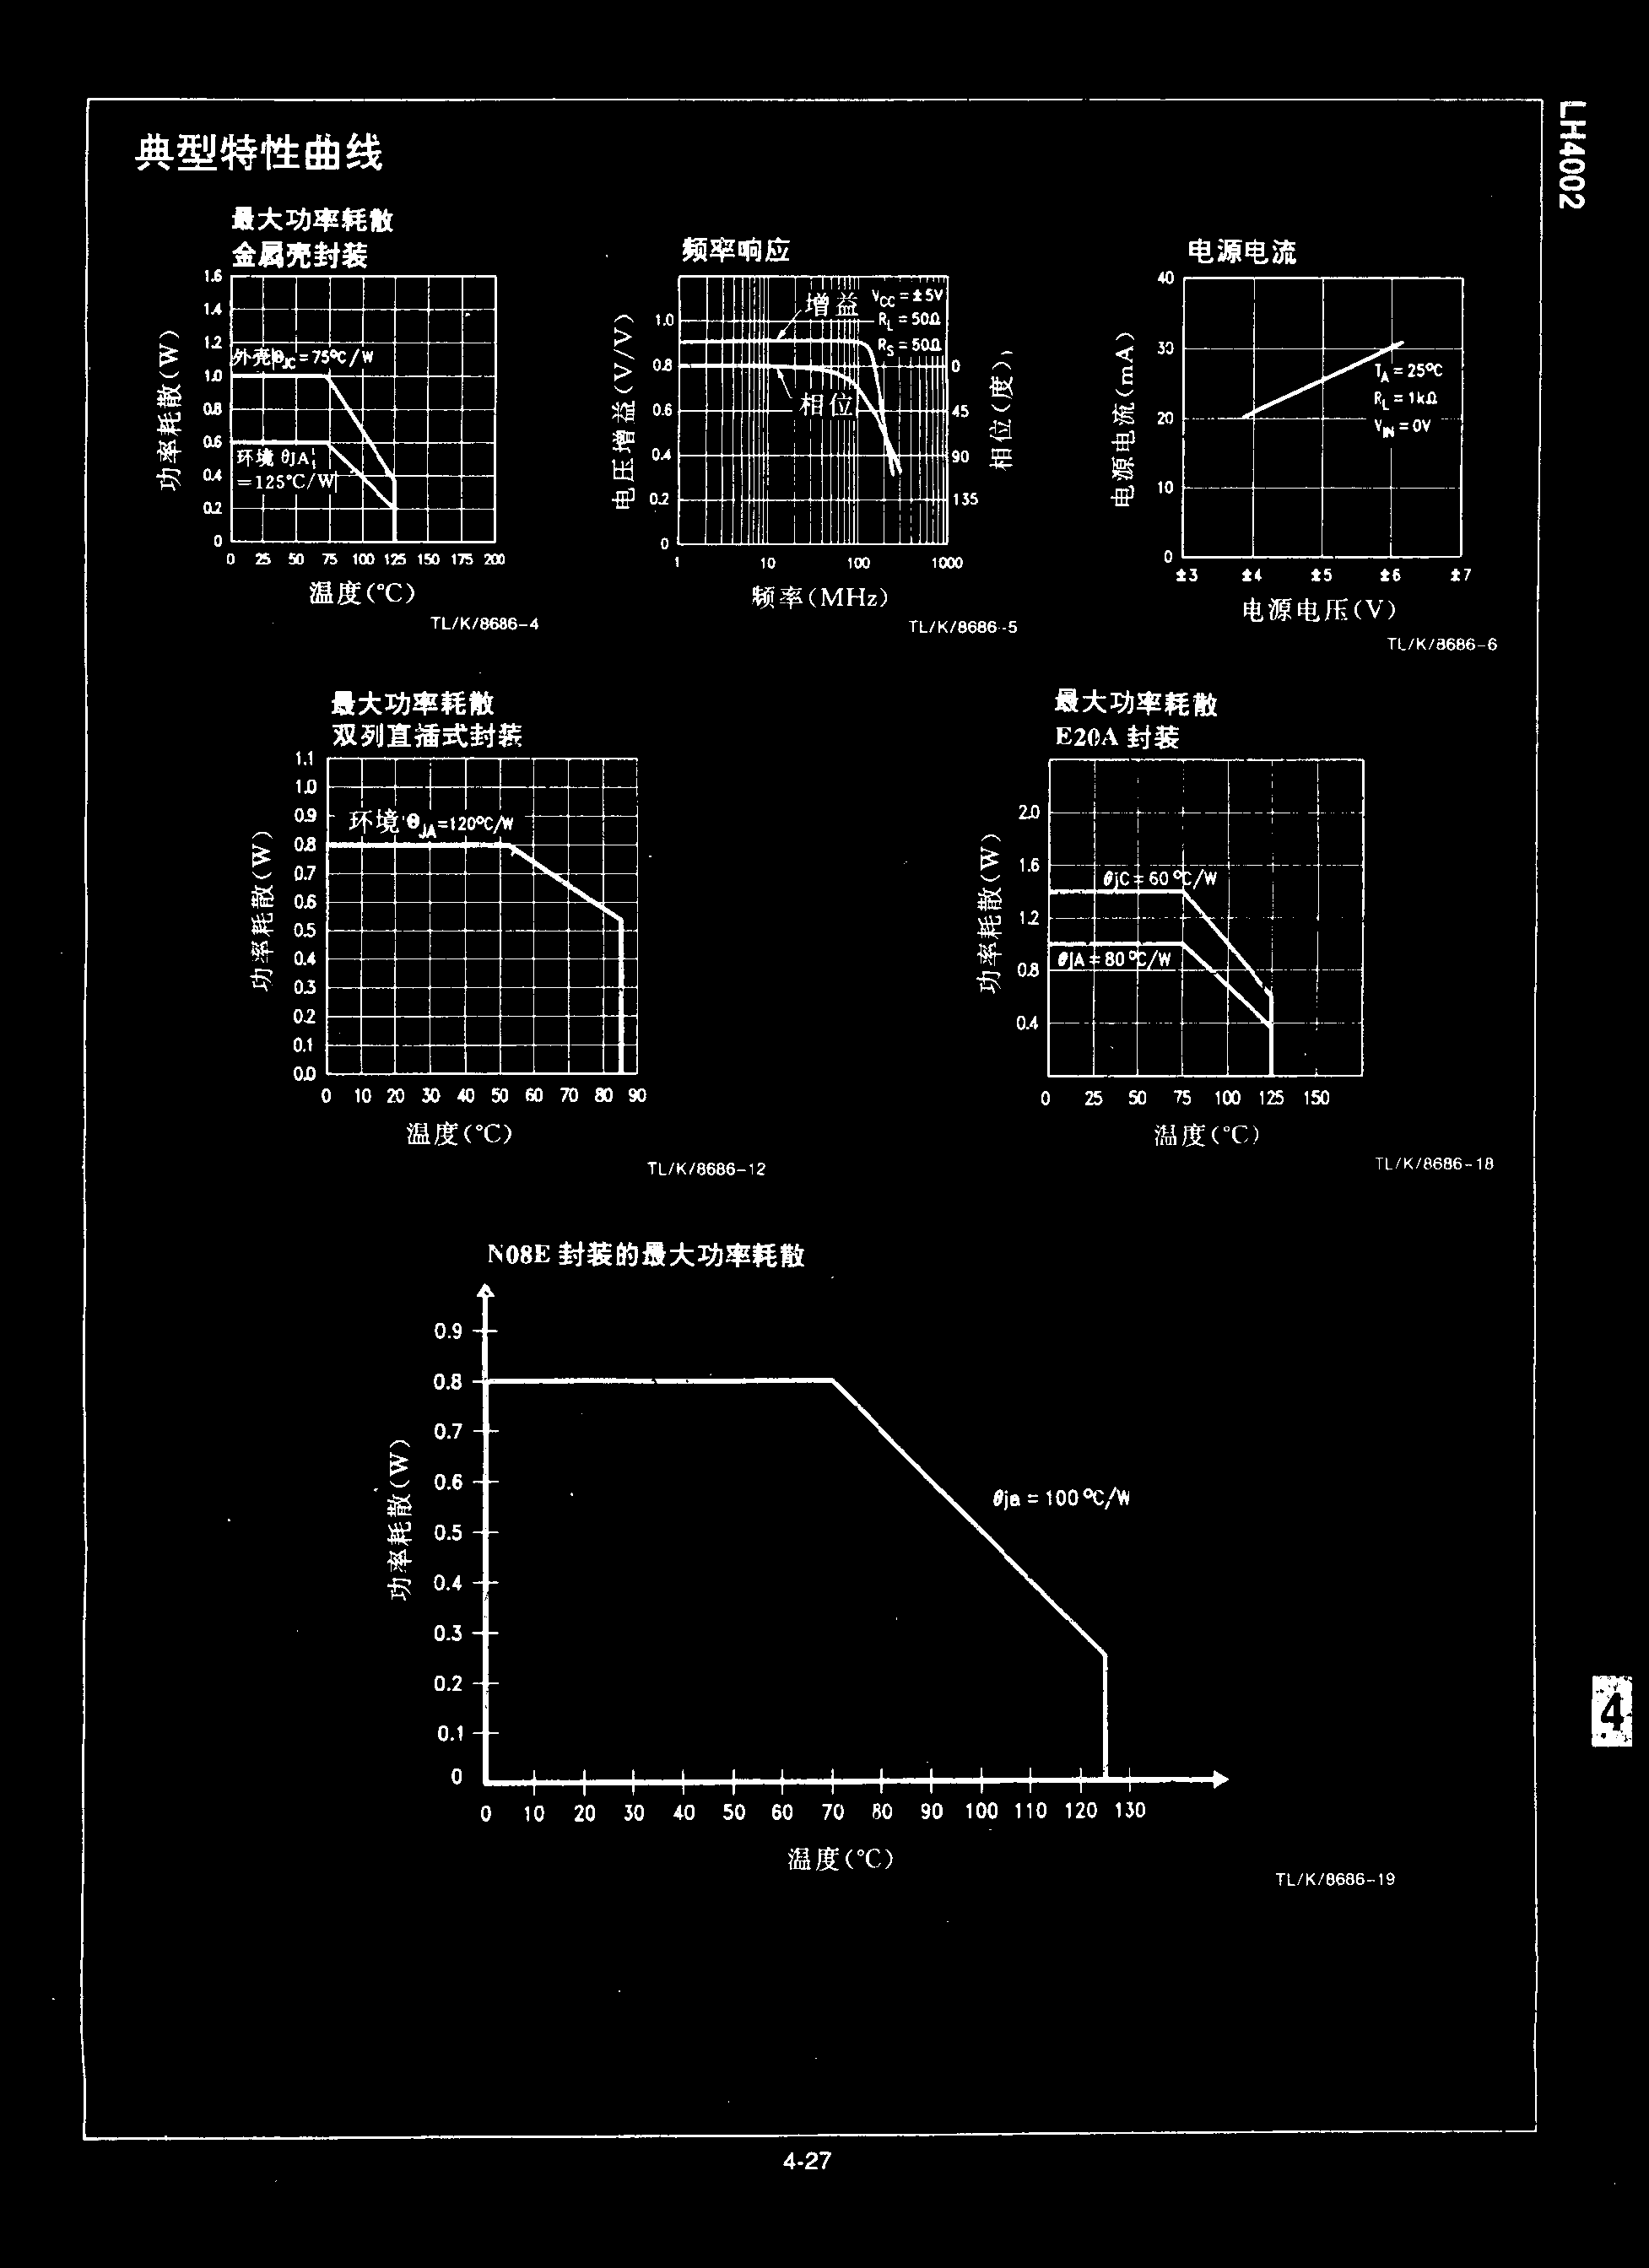 LH4002
典型特性曲线
最大功率耗散
金属壳封装
1.6
1.4
1.2
1.0
0.8
0.6
0.4
0.2
0
功率耗散(W)
外壳θJC=75°C/W
环境 θJA
=125°C/W
0 25 50 75 100 125 150 175 200
温度(°C)
TL/K/8686-4
频率响应
1.0
0.8
0.6
0.4
0.2
0
电压增益(V/V)
增益
VCC=±5V
RL=50Ω
RS=50Ω
相位
0
45
90
135
相位(度)
1 10 100 1000
频率(MHz)
TL/K/8686-5
电源电流
40
30
20
10
0
电源电流(mA)
TA=25°C
RL=1kΩ
VIN=0V
±3 ±4 ±5 ±6 ±7
电源电压(V)
TL/K/8686-6
最大功率耗散
双列直插式封装
1.1
1.0
0.9
0.8
0.7
0.6
0.5
0.4
0.3
0.2
0.1
0.0
功率耗散(W)
环境 θJA=120°C/W
0 10 20 30 40 50 60 70 80 90
温度(°C)
TL/K/8686-12
最大功率耗散
E20A 封装
2.0
1.6
1.2
0.8
0.4
功率耗散(W)
θjC=60°C/W
θjA=80°C/W
0 25 50 75 100 125 150
温度(°C)
TL/K/8686-18
N08E 封装的最大功率耗散
0.9
0.8
0.7
0.6
0.5
0.4
0.3
0.2
0.1
0
功率耗散(W)
θja = 100°C/W
0 10 20 30 40 50 60 70 80 90 100 110 120 130
温度(°C)
TL/K/8686-19
4
4-27